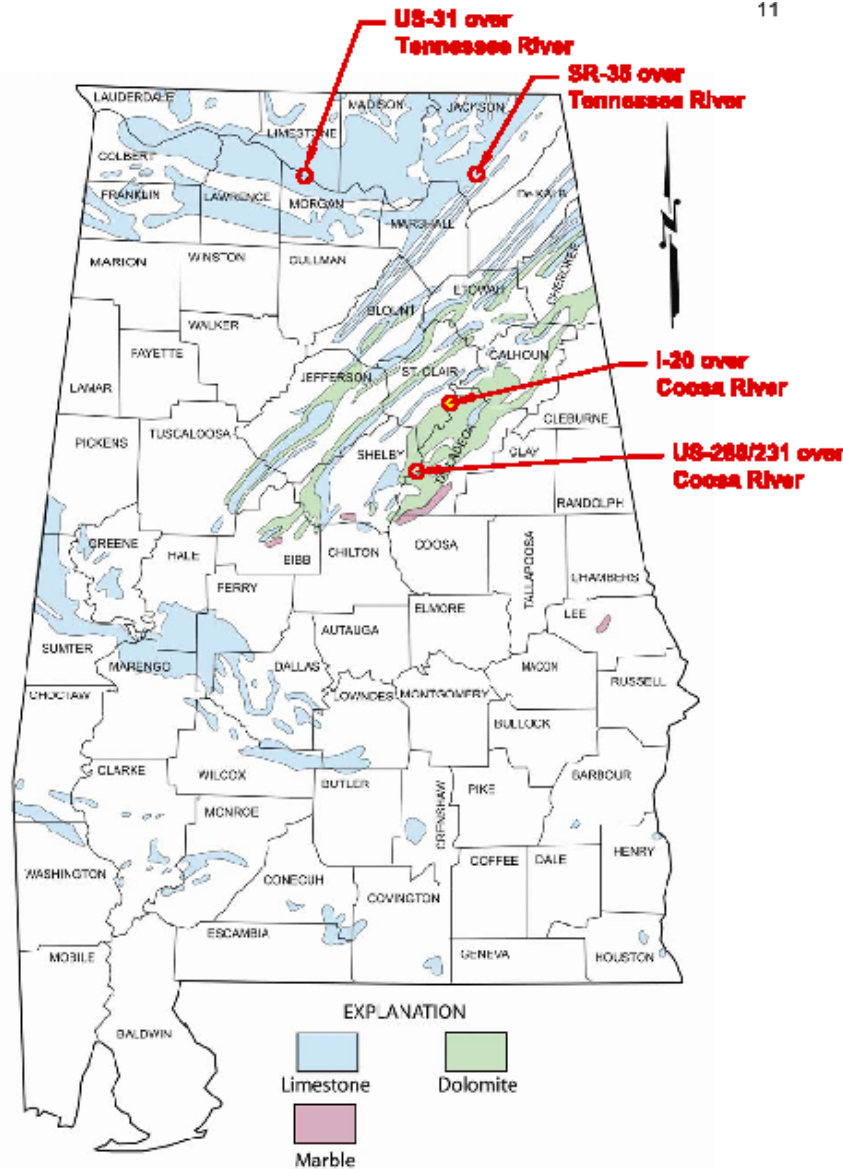 11
US-31 over
Tennessee River
SR-35 over
Tennessee River
LAUDERDALE
LIMESTONE
MADISON
JACKSON
COLBERT
FRANKLIN
LAWRENCE
MORGAN
MARSHALL
De KALB
MARION
WINSTON
CULLMAN
BLOUNT
ETOWAH
CHEROKEE
WALKER
FAYETTE
LAMAR
JEFFERSON
ST. CLAIR
CALHOUN
I-20 over
Coosa River
CLEBURNE
PICKENS
TUSCALOOSA
SHELBY
TALLADEGA
CLAY
US-280/231 over
Coosa River
RANDOLPH
GREENE
HALE
BIBB
CHILTON
COOSA
TALLAPOOSA
CHAMBERS
PERRY
ELMORE
LEE
AUTAUGA
SUMTER
MARENGO
DALLAS
MACON
RUSSELL
CHOCTAW
LOWNDES
MONTGOMERY
BULLOCK
CLARKE
WILCOX
BUTLER
CRENSHAW
PIKE
BARBOUR
MONROE
WASHINGTON
CONECUH
COVINGTON
COFFEE
DALE
HENRY
ESCAMBIA
GENEVA
HOUSTON
MOBILE
BALDWIN
N
EXPLANATION
Limestone
Dolomite
Marble